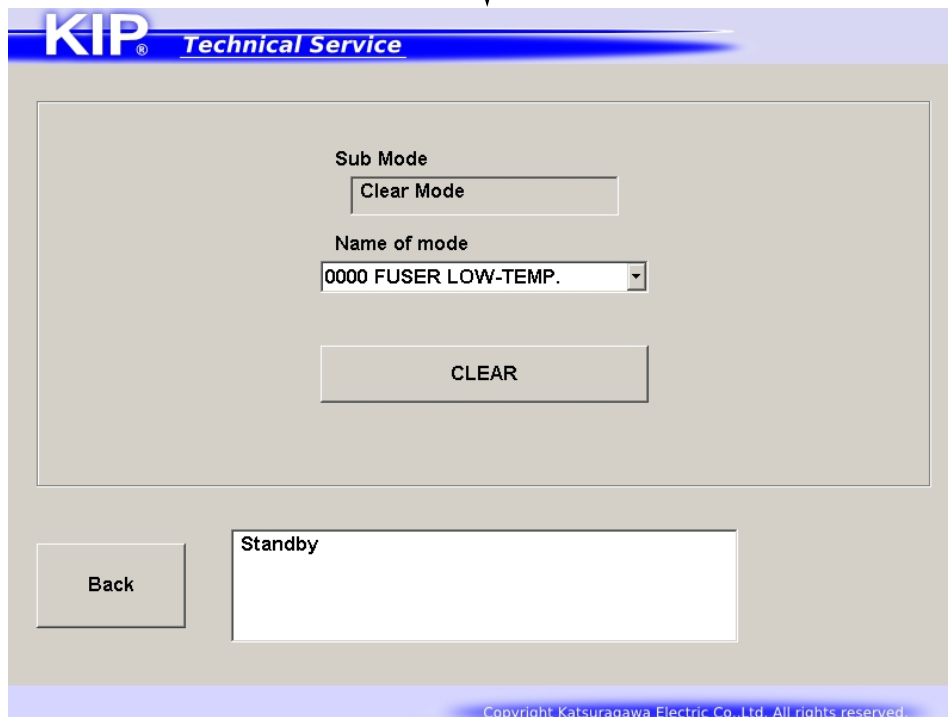 KIP® Technical Service
Sub Mode
Clear Mode
Name of mode
0000 FUSER LOW-TEMP.
CLEAR
Standby
Back
Copyright Katsuragawa Electric Co.,Ltd. All rights reserved.